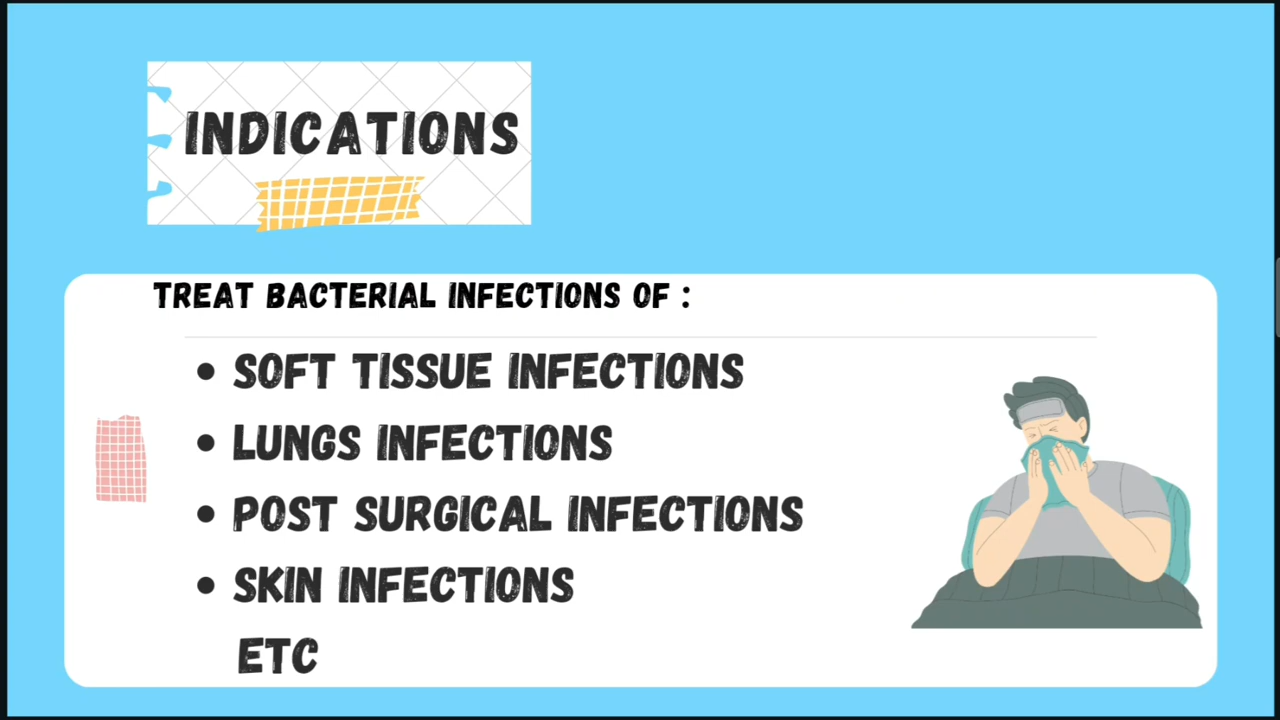 INDICATIONS
TREAT BACTERIAL INFECTIONS OF :
• SOFT TISSUE INFECTIONS
• LUNGS INFECTIONS
• POST SURGICAL INFECTIONS
• SKIN INFECTIONS
ETC